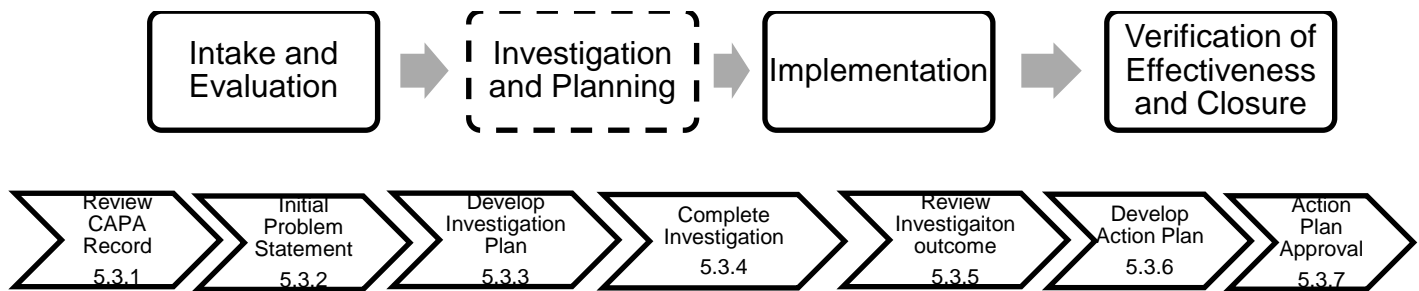 Intake and
Evaluation
Investigation
and Planning
Implementation
Verification of
Effectiveness
and Closure
Review
CAPA
Record
5.3.1
Initial
Problem
Statement
5.3.2
Develop
Investigation
Plan
5.3.3
Complete
Investigation
5.3.4
Review
Investigaiton
outcome
5.3.5
Develop
Action Plan
5.3.6
Action
Plan
Approval
5.3.7